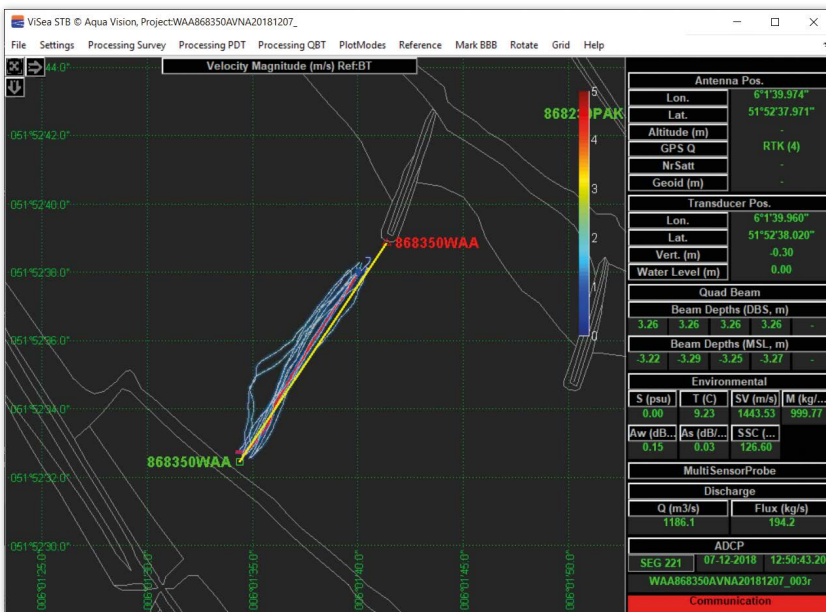 ViSea STB © Aqua Vision, Project:WAA868350AVNA20181207_
File Settings Processing Survey Processing PDT Processing QBT PlotModes Reference Mark BBB Rotate Grid Help
Velocity Magnitude (m/s) Ref:BT
44.0"
051°52'42.0"
051°52'40.0"
051°52'38.0"
051°52'36.0"
051°52'34.0"
051°52'32.0"
051°52'30.0"
006°01'25.0"
006°01'30.0"
006°01'35.0"
006°01'40.0"
006°01'45.0"
006°01'50.0"
868230PAK
868350WAA
868350WAA
5
4
3
2
1
0
Antenna Pos.
Lon. 6°1'39.974"
Lat. 51°52'37.971"
Altitude (m) -
GPS Q RTK (4)
NrSatt -
Geoid (m) -
Transducer Pos.
Lon. 6°1'39.960"
Lat. 51°52'38.020"
Vert. (m) -0.30
Water Level (m) 0.00
Quad Beam
Beam Depths (DBS, m)
3.26 3.26 3.26 3.26 -
Beam Depths (MSL, m)
-3.22 -3.29 -3.25 -3.27 -
Environmental
S (psu) T (C) SV (m/s) M (kg/...
0.00 9.23 1443.53 999.77
Aw (dB... As (dB/... SSC (...
0.15 0.03 126.60
MultiSensorProbe
Discharge
Q (m3/s) Flux (kg/s)
1186.1 194.2
ADCP
SEG 221 07-12-2018 12:50:43.20
WAA868350AVNA20181207_003r
Communication